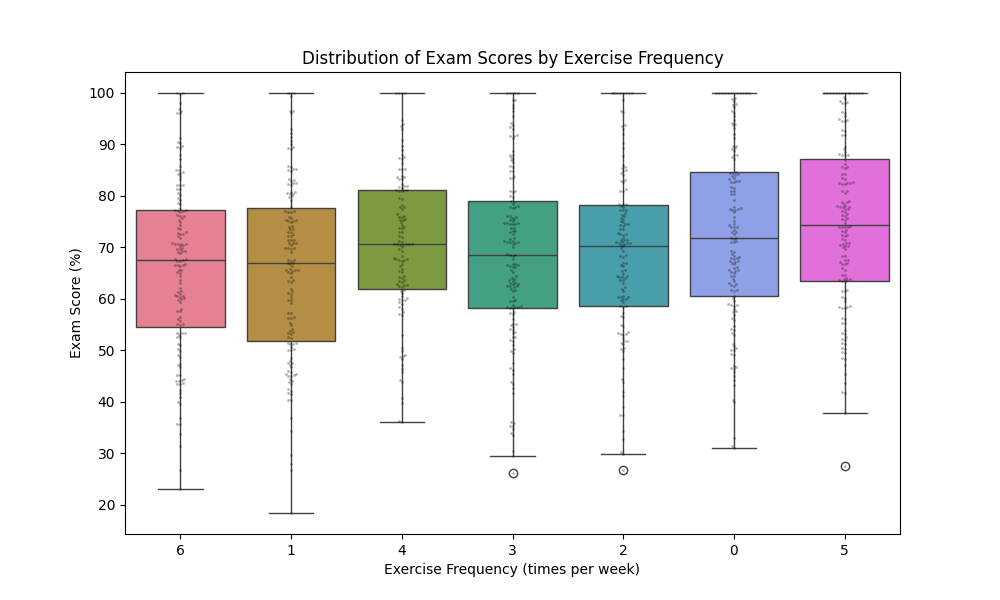 Distribution of Exam Scores by Exercise Frequency
Exam Score (%)
100
90
80
70
60
50
40
30
20
6 1 4 3 2 0 5
Exercise Frequency (times per week)